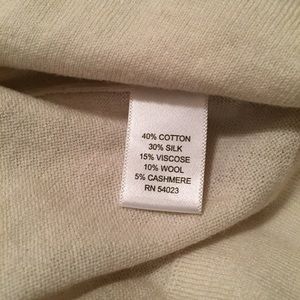 40% COTTON
30% SILK
15% VISCOSE
10% WOOL
5% CASHMERE
RN 54023